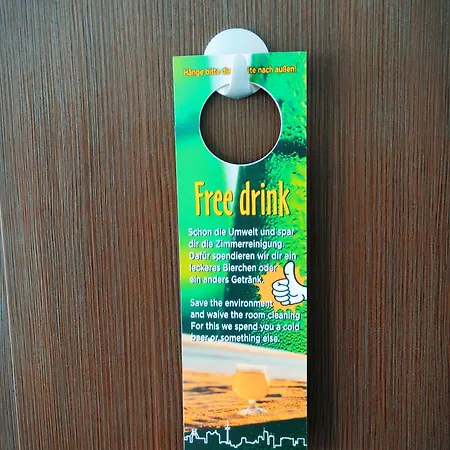 Hänge bitte ite nach außen!
Free drink
Schon die Umwelt und spar
dir die Zimmerreinigung.
Dafür spendieren wir dir ein
leckeres Bierchen oder
ein anders Getränk.
Save the environment
and waive the room cleaning
For this we spend you a cold
beer or something else.